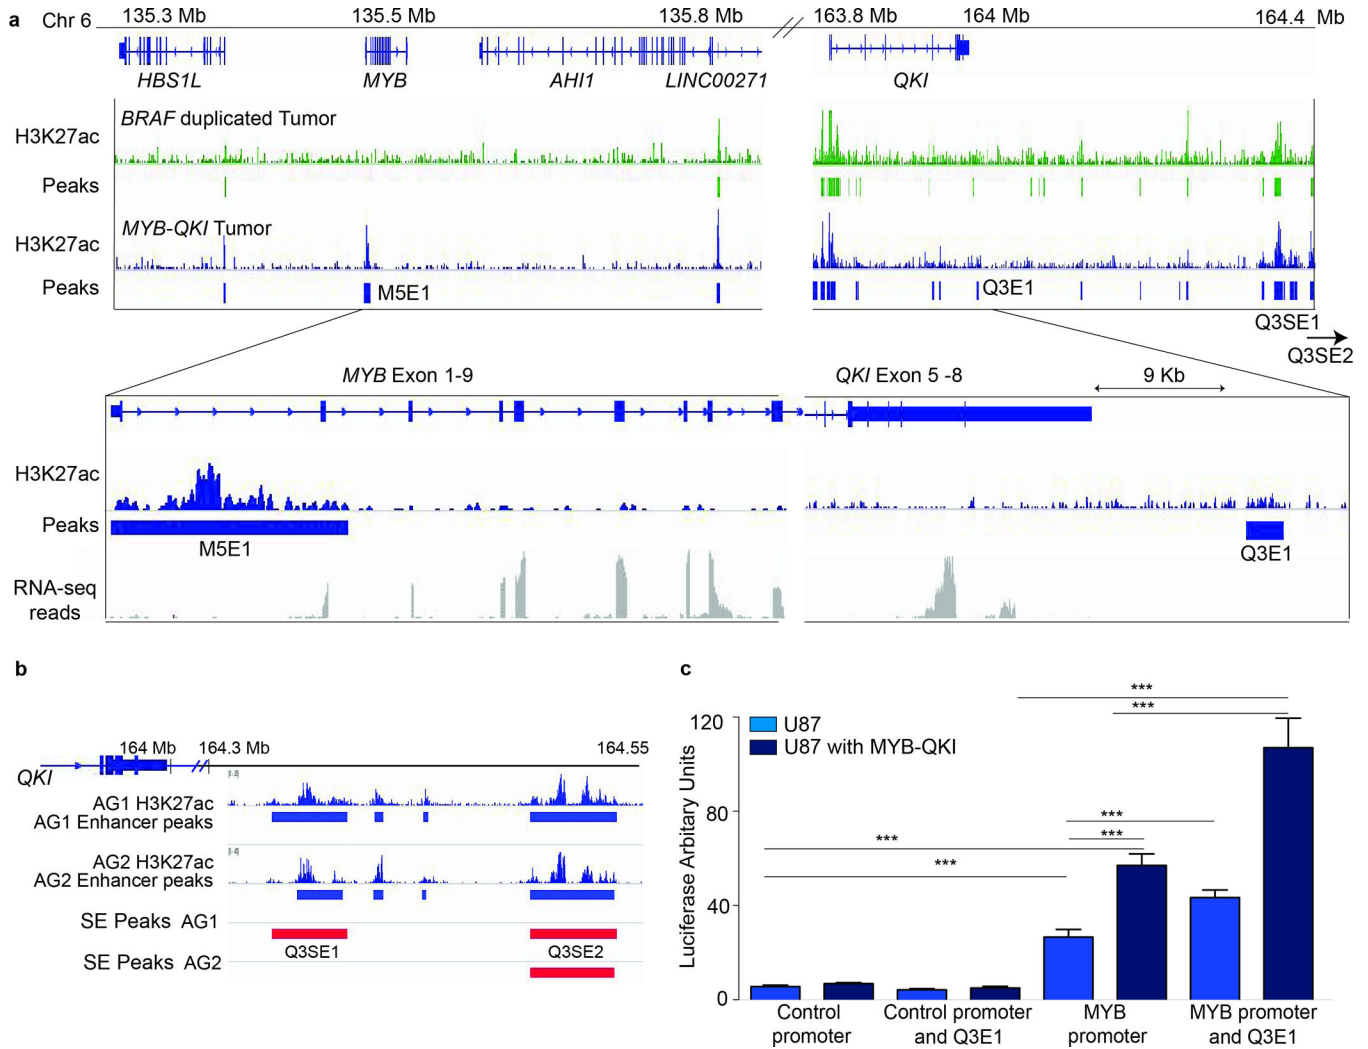 a
Chr 6
135.3 Mb
135.5 Mb
135.8 Mb
163.8 Mb
164 Mb
164.4 Mb
HBS1L
MYB
AHI1
LINC00271
QKI
BRAF duplicated Tumor
H3K27ac
Peaks
MYB-QKI Tumor
H3K27ac
Peaks
M5E1
Q3E1
Q3SE1
Q3SE2
MYB Exon 1-9
QKI Exon 5 -8
9 Kb
H3K27ac
Peaks
M5E1
Q3E1
RNA-seq
reads
b
164 Mb
164.3 Mb
164.55
QKI
AG1 H3K27ac
AG1 Enhancer peaks
AG2 H3K27ac
AG2 Enhancer peaks
SE Peaks AG1
Q3SE1
Q3SE2
SE Peaks AG2
c
Luciferase Arbitary Units
120
80
40
0
U87
U87 with MYB-QKI
***
***
***
***
***
***
Control
promoter
Control promoter
and Q3E1
MYB
promoter
MYB promoter
and Q3E1